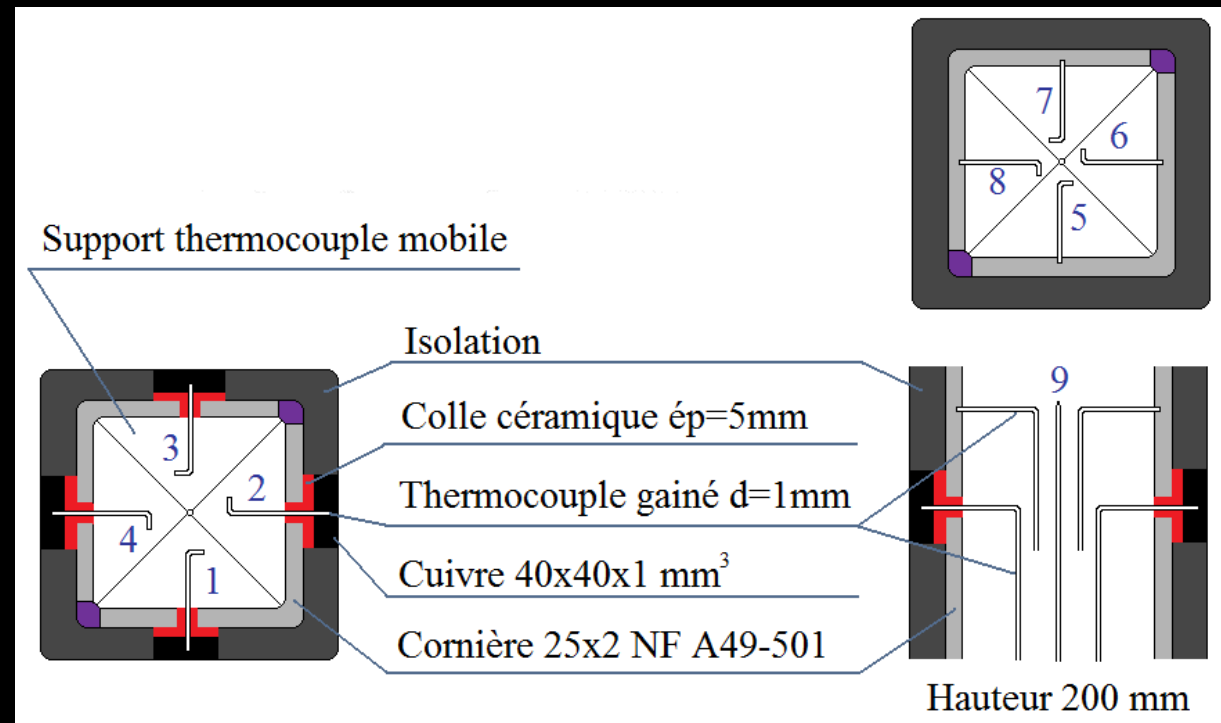 7
6
8
5
Support thermocouple mobile
Isolation
9
Colle céramique ép=5mm
3
2
Thermocouple gainé d=1mm
4
1
Cuivre 40x40x1 mm³
Cornière 25x2 NF A49-501
Hauteur 200 mm